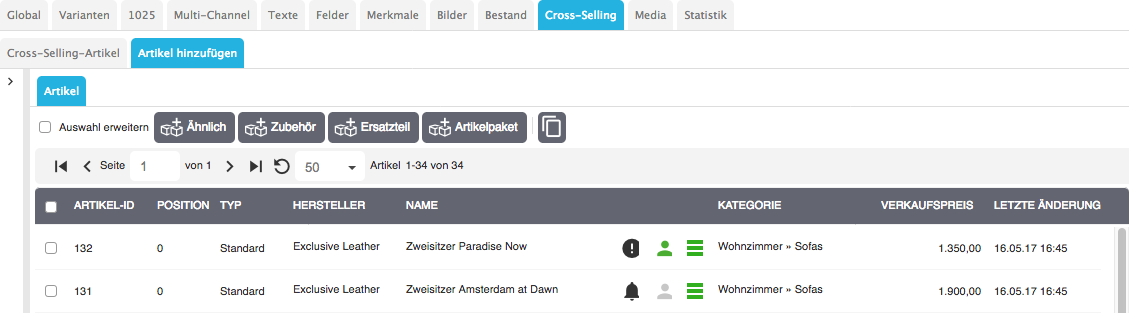 Global Varianten 1025 Multi-Channel Texte Felder Merkmale Bilder Bestand Cross-Selling Media Statistik
Cross-Selling-Artikel Artikel hinzufügen
Artikel
Auswahl erweitern Ähnlich Zubehör Ersatzteil Artikelpaket
Seite 1 von 1 50 Artikel 1-34 von 34
ARTIKEL-ID POSITION TYP HERSTELLER NAME KATEGORIE VERKAUFSPREIS LETZTE ÄNDERUNG
132 0 Standard Exclusive Leather Zweisitzer Paradise Now Wohnzimmer » Sofas 1.350,00 16.05.17 16:45
131 0 Standard Exclusive Leather Zweisitzer Amsterdam at Dawn Wohnzimmer » Sofas 1.900,00 16.05.17 16:45